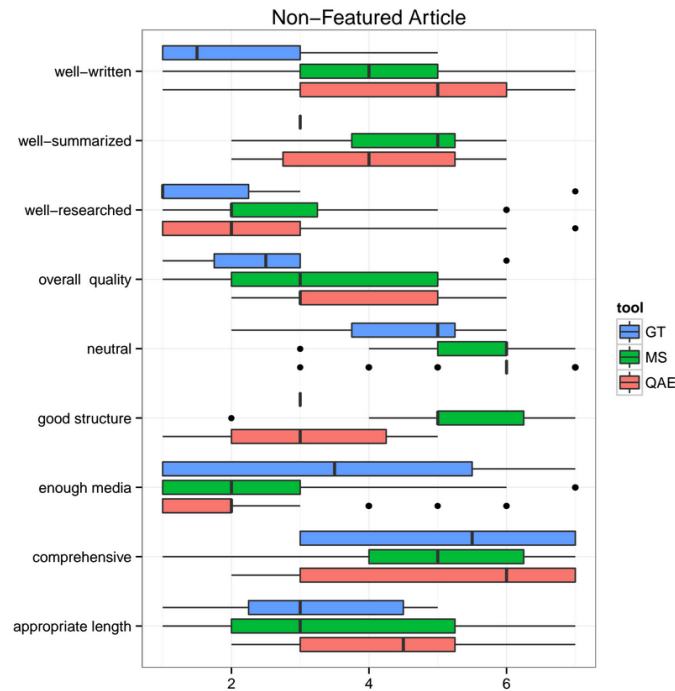 Non-Featured Article
well-written
well-summarized
well-researched
overall quality
neutral
good structure
enough media
comprehensive
appropriate length
2 4 6
tool
GT
MS
QAE